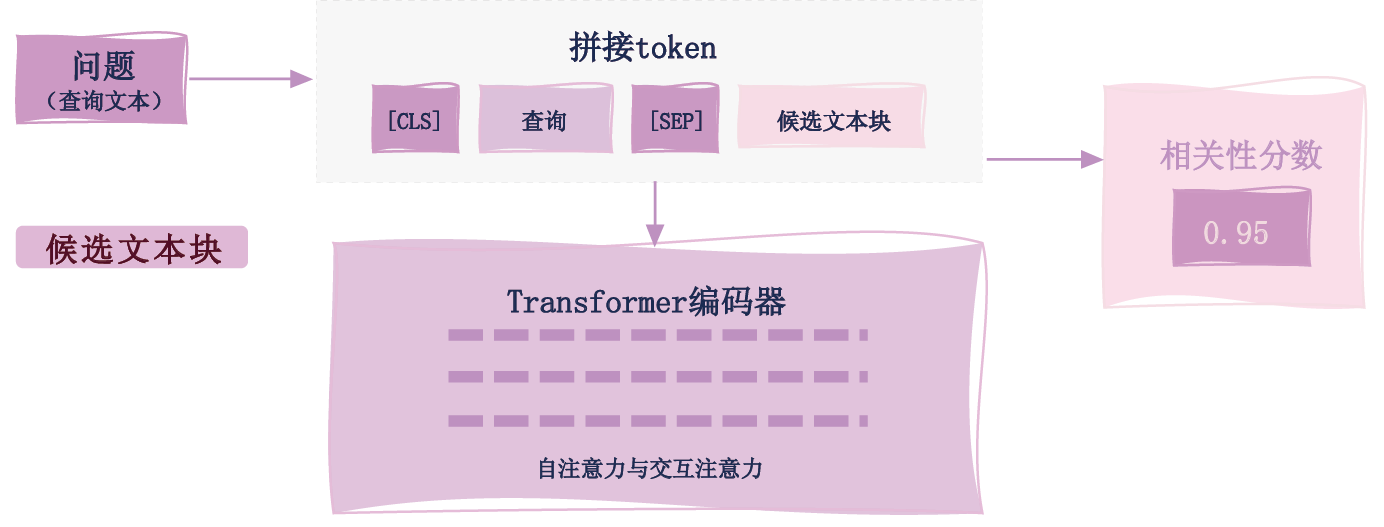 问题
（查询文本）
拼接token
[CLS]
查询
[SEP]
候选文本块
相关性分数
0.95
候选文本块
Transformer编码器
自注意力与交互注意力